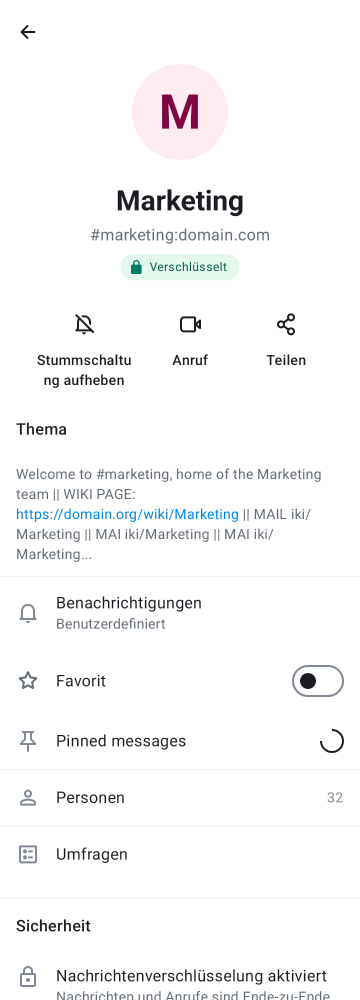 M
Marketing
#marketing:domain.com
Verschlüsselt
Stummschaltu
ng aufheben
Anruf
Teilen
Thema
Welcome to #marketing, home of the Marketing
team || WIKI PAGE:
https://domain.org/wiki/Marketing || MAIL iki/
Marketing || MAI iki/Marketing || MAI iki/
Marketing...
Benachrichtigungen
Benutzerdefiniert
Favorit
Pinned messages
Personen
32
Umfragen
Sicherheit
Nachrichtenverschlüsselung aktiviert
Nachrichten und Anrufe sind Ende-zu-Ende